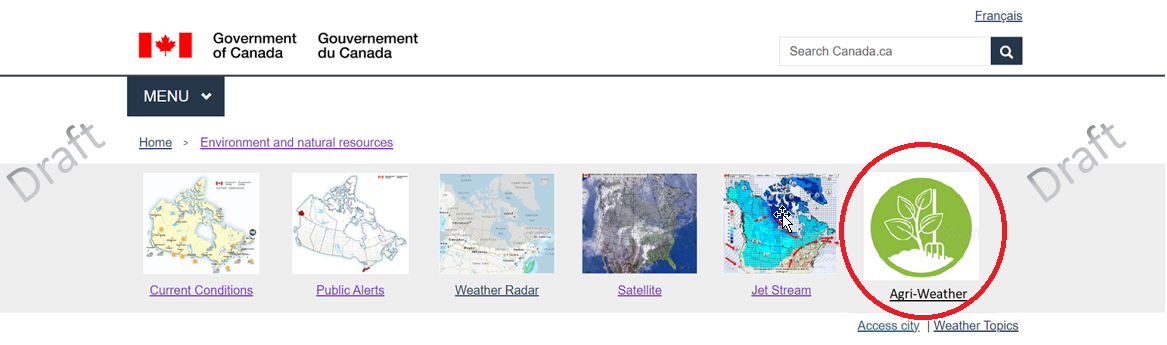 Français
Government of Canada
Gouvernement du Canada
Search Canada.ca
MENU
Home > Environment and natural resources
Draft
Draft
Current Conditions
Public Alerts
Weather Radar
Satellite
Jet Stream
Agri-Weather
Access city | Weather Topics